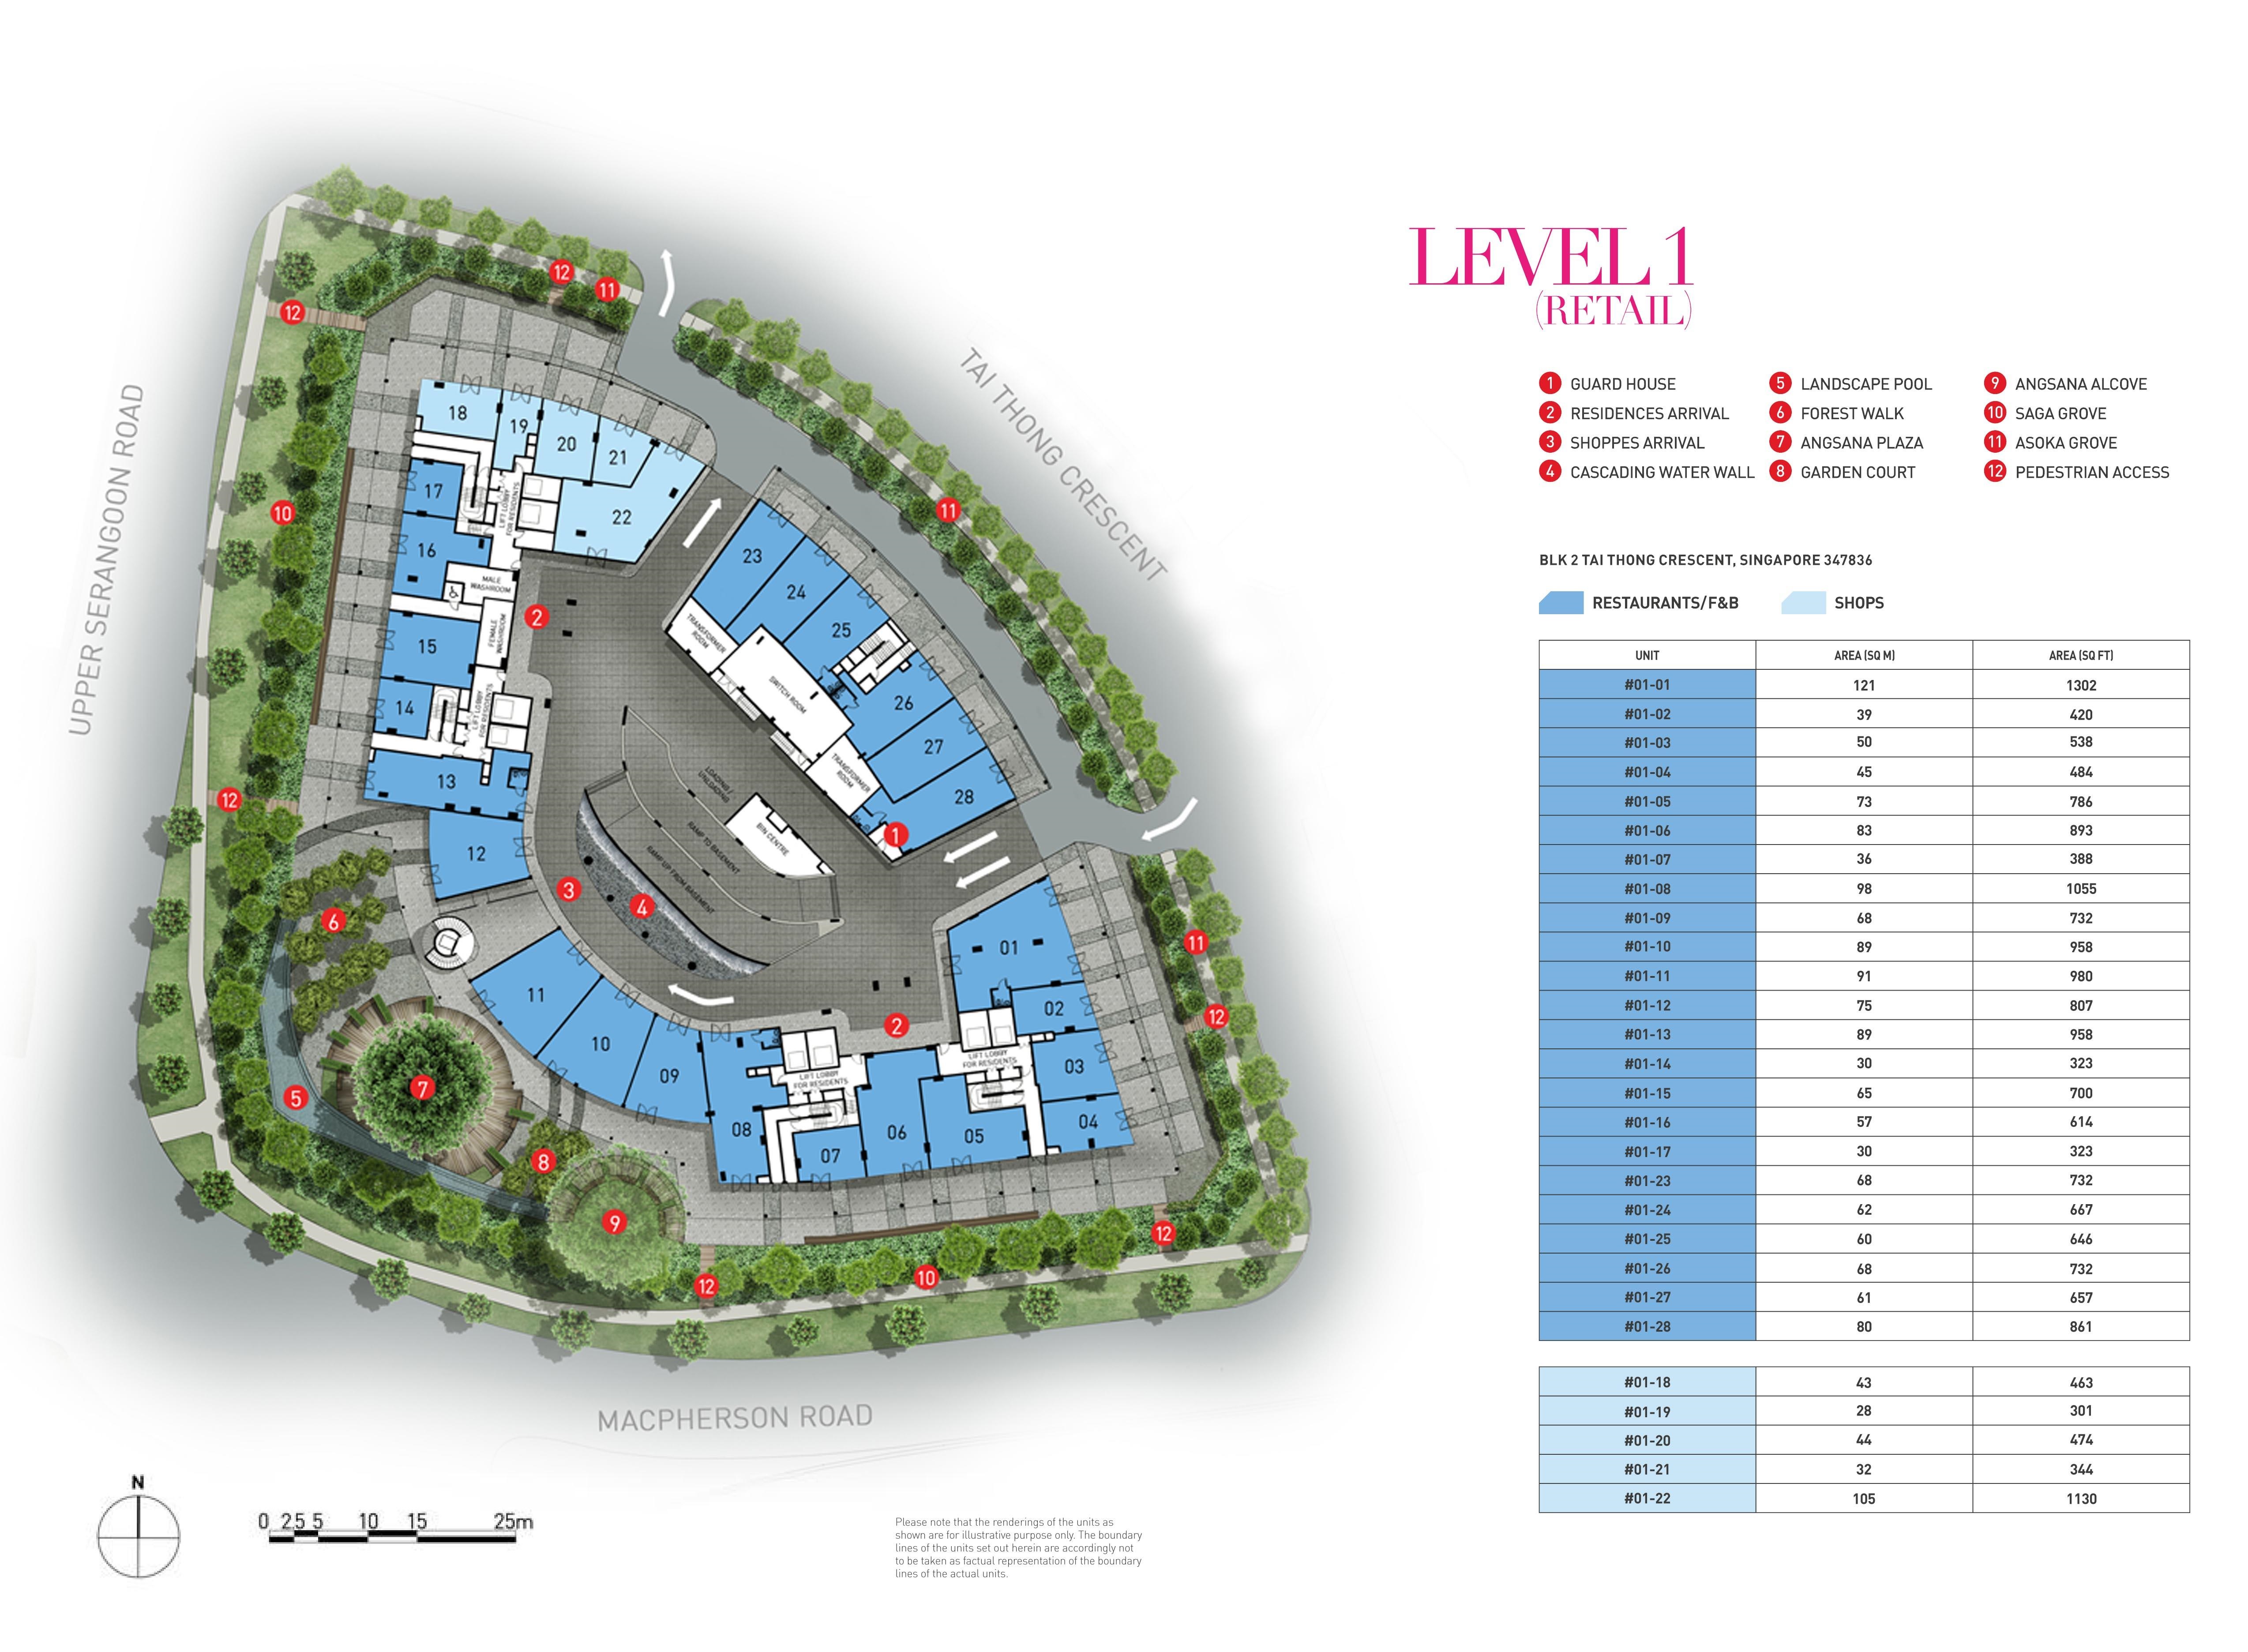 LEVEL 1
(RETAIL)
1 GUARD HOUSE
2 RESIDENCES ARRIVAL
3 SHOPPES ARRIVAL
4 CASCADING WATER WALL
5 LANDSCAPE POOL
6 FOREST WALK
7 ANGSANA PLAZA
8 GARDEN COURT
9 ANGSANA ALCOVE
10 SAGA GROVE
11 ASOKA GROVE
12 PEDESTRIAN ACCESS
BLK 2 TAI THONG CRESCENT, SINGAPORE 347836
RESTAURANTS/F&B SHOPS
UNIT AREA (SQ M) AREA (SQ FT)
#01-01 121 1302
#01-02 39 420
#01-03 50 538
#01-04 45 484
#01-05 73 786
#01-06 83 893
#01-07 36 388
#01-08 98 1055
#01-09 68 732
#01-10 89 958
#01-11 91 980
#01-12 75 807
#01-13 89 958
#01-14 30 323
#01-15 65 700
#01-16 57 614
#01-17 30 323
#01-23 68 732
#01-24 62 667
#01-25 60 646
#01-26 68 732
#01-27 61 657
#01-28 80 861
#01-18 43 463
#01-19 28 301
#01-20 44 474
#01-21 32 344
#01-22 105 1130
UPPER SERANGOON ROAD
TAI THONG CRESCENT
MACPHERSON ROAD
12
11
12
10
11
18
19
20
21
22
17
LIFT LOBBY
FOR RESIDENTS
16
MALE
WASHROOM
FEMALE
WASHROOM
2
15
14
LIFT LOBBY
FOR RESIDENTS
13
12
12
23
24
25
TRANSFORMER
ROOM
SWITCH ROOM
26
27
28
TRANSFORMER
ROOM
1
LOADING/
UNLOADING
RAMP TO BASEMENT
RAMP UP FROM BASEMENT
BIN CENTRE
3
4
6
5
7
8
9
11
10
09
08
07
06
05
04
03
02
01
LIFT LOBBY
FOR RESIDENTS
LIFT LOBBY
FOR RESIDENTS
2
11
12
12
12
10
N
0 2.5 5 10 15 25m
Please note that the renderings of the units as
shown are for illustrative purpose only. The boundary
lines of the units set out herein are accordingly not
to be taken as factual representation of the boundary
lines of the actual units.